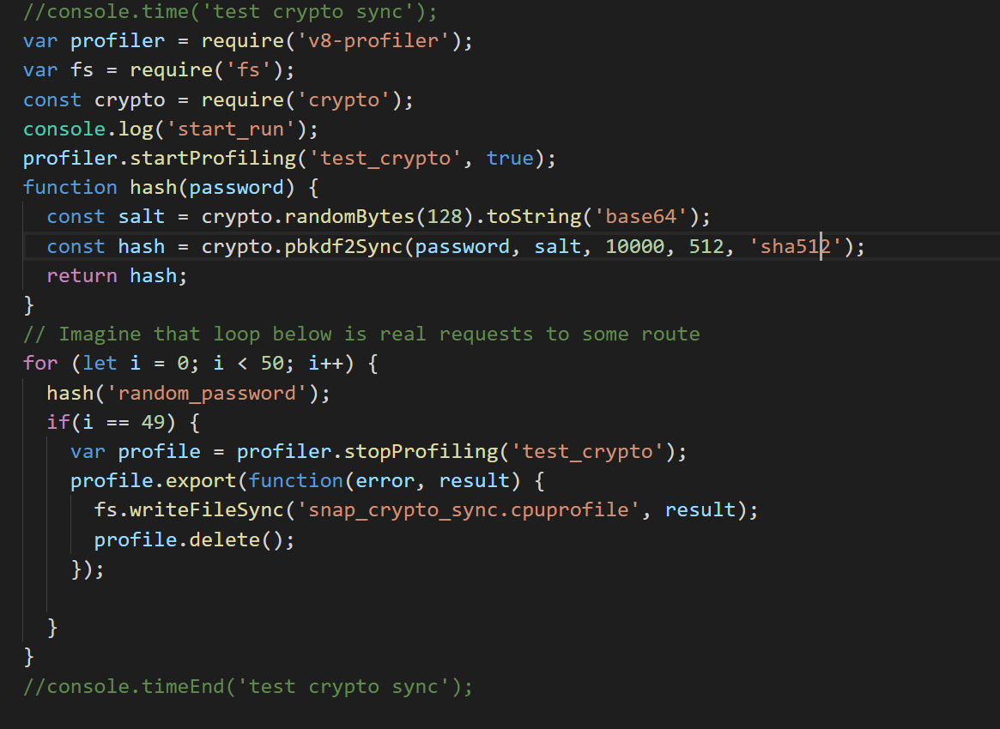 //console.time('test crypto sync');
var profiler = require('v8-profiler');
var fs = require('fs');
const crypto = require('crypto');
console.log('start_run');
profiler.startProfiling('test_crypto', true);
function hash(password) {
  const salt = crypto.randomBytes(128).toString('base64');
  const hash = crypto.pbkdf2Sync(password, salt, 10000, 512, 'sha512');
  return hash;
}
// Imagine that loop below is real requests to some route
for (let i = 0; i < 50; i++) {
  hash('random_password');
  if(i == 49) {
    var profile = profiler.stopProfiling('test_crypto');
    profile.export(function(error, result) {
      fs.writeFileSync('snap_crypto_sync.cpuprofile', result);
      profile.delete();
    });

  }
}
//console.timeEnd('test crypto sync');